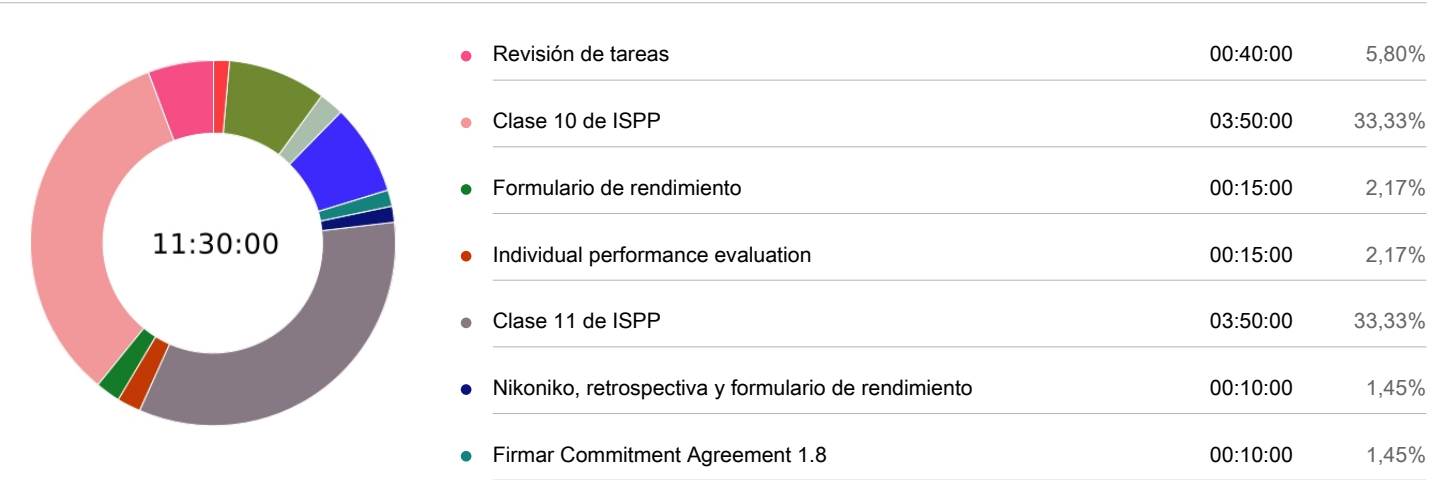 Revisión de tareas 00:40:00 5,80%
Clase 10 de ISPP 03:50:00 33,33%
Formulario de rendimiento 00:15:00 2,17%
11:30:00
Individual performance evaluation 00:15:00 2,17%
Clase 11 de ISPP 03:50:00 33,33%
Nikoniko, retrospectiva y formulario de rendimiento 00:10:00 1,45%
Firmar Commitment Agreement 1.8 00:10:00 1,45%